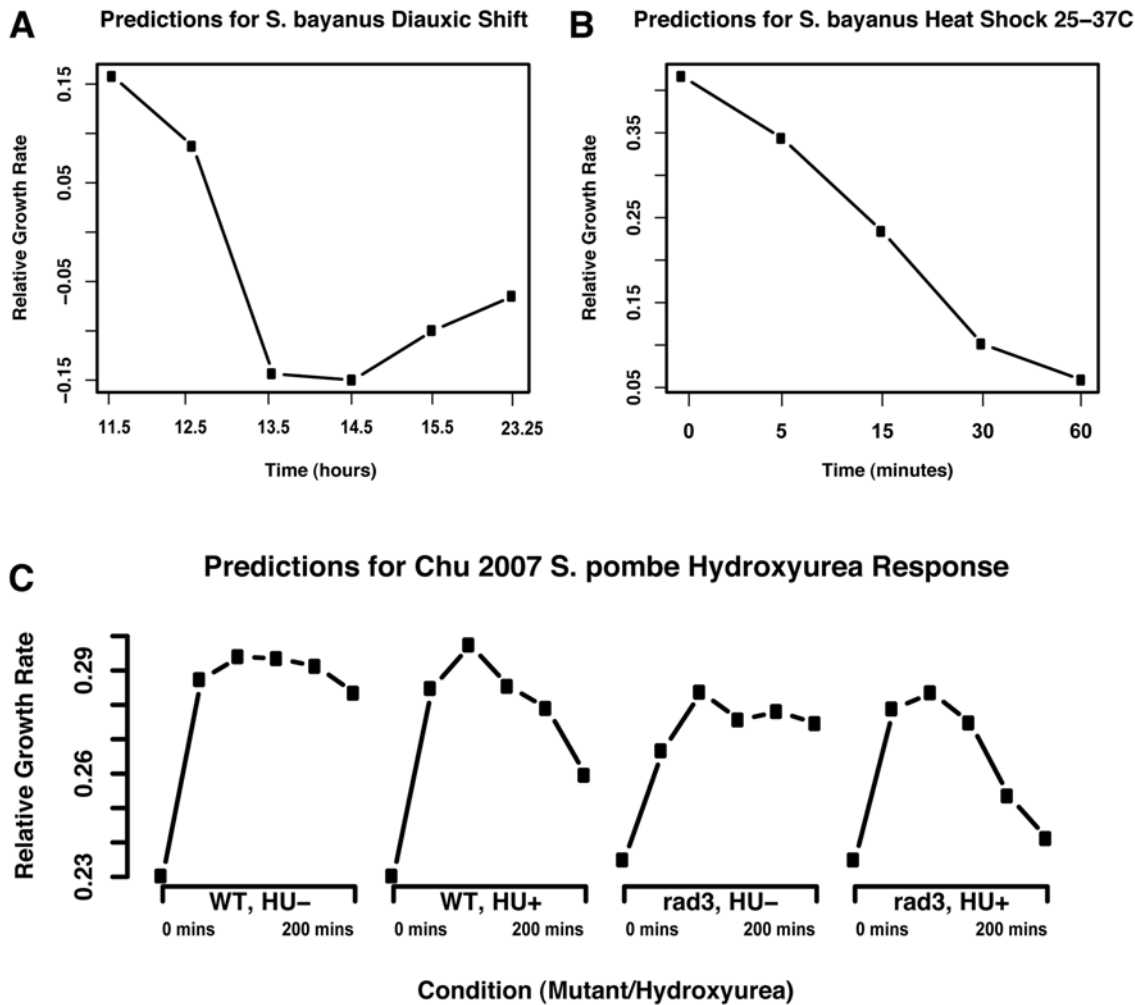 A
Predictions for S. bayanus Diauxic Shift
Relative Growth Rate
0.15
0.05
−0.05
−0.15
11.5 12.5 13.5 14.5 15.5 23.25
Time (hours)
B
Predictions for S. bayanus Heat Shock 25−37C
Relative Growth Rate
0.35
0.25
0.15
0.05
0 5 15 30 60
Time (minutes)
C
Predictions for Chu 2007 S. pombe Hydroxyurea Response
Relative Growth Rate
0.29
0.26
0.23
WT, HU− WT, HU+ rad3, HU− rad3, HU+
0 mins 200 mins 0 mins 200 mins 0 mins 200 mins 0 mins 200 mins
Condition (Mutant/Hydroxyurea)